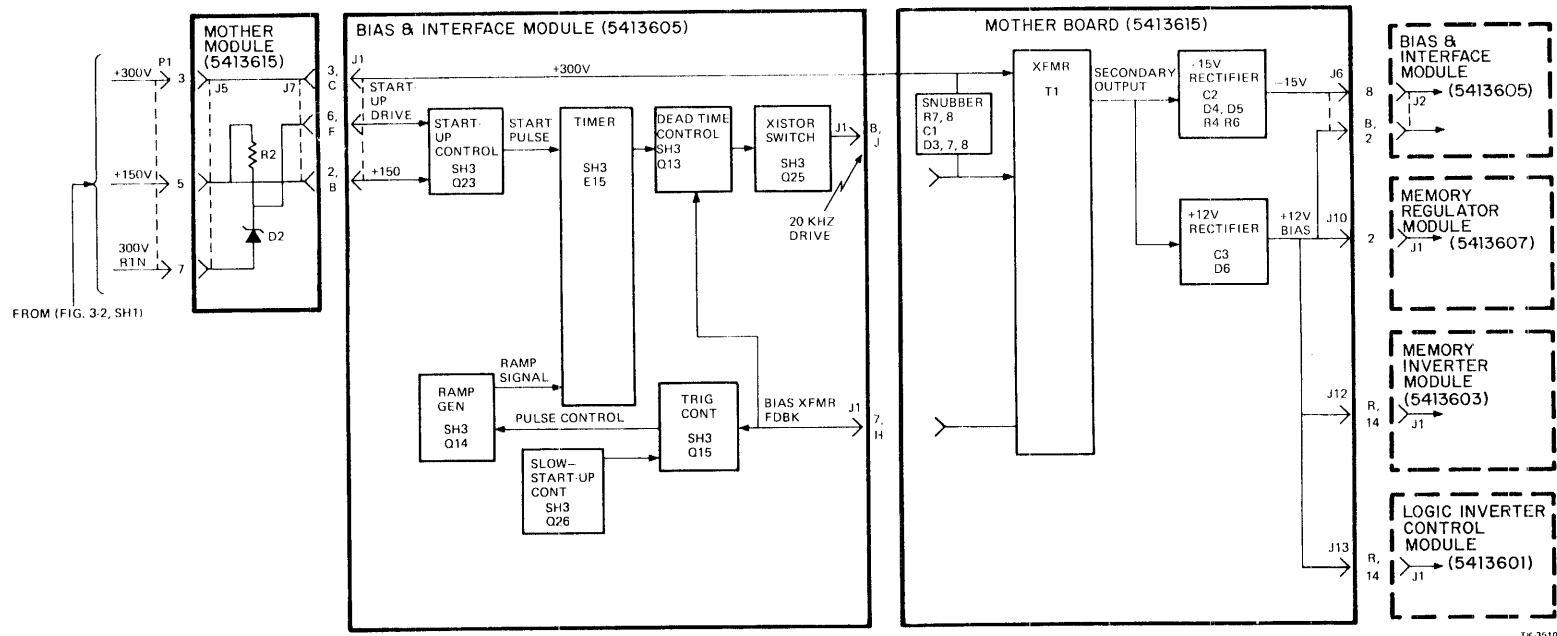 MOTHER
MODULE
(5413615)
P1
+300V
3
J5
J7
3,
C
6,
F
R2
+150V
5
2,
B
D2
300V
RTN
7
FROM (FIG. 3-2, SH1)
BIAS & INTERFACE MODULE (5413605)
J1
+300V
START-
UP
DRIVE
+150
START-
UP
CONTROL
SH3
Q23
START
PULSE
TIMER
SH3
E15
DEAD TIME
CONTROL
SH3
Q13
XISTOR
SWITCH
SH3
Q25
J1
B,
J
20 KHZ
DRIVE
RAMP
SIGNAL
RAMP
GEN
SH3
Q14
PULSE CONTROL
TRIG
CONT
SH3
Q15
BIAS XFMR
FDBK
J1
7,
H
SLOW-
START-UP
CONT
SH3
Q26
MOTHER BOARD (5413615)
SNUBBER
R7, 8
C1
D3, 7, 8
XFMR
T1
SECONDARY
OUTPUT
-15V
RECTIFIER
C2
D4, D5
R4 R6
-15V
J6
8
B,
2
+12V
RECTIFIER
C3
D6
+12V
BIAS
J10
2
J12
R,
14
J13
R,
14
BIAS &
INTERFACE
MODULE
(5413605)
J2
MEMORY
REGULATOR
MODULE
(5413607)
J1
MEMORY
INVERTER
MODULE
(5413603)
J1
LOGIC INVERTER
CONTROL
MODULE
(5413601)
J1
TK-3510